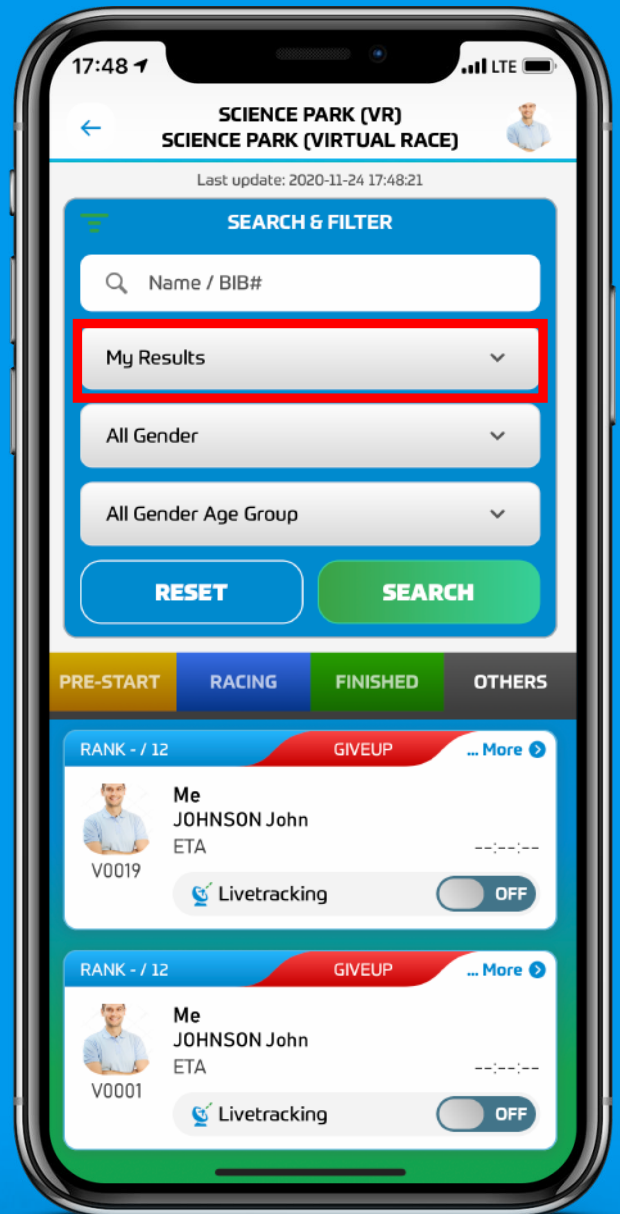 17:48
LTE
SCIENCE PARK (VR)
SCIENCE PARK (VIRTUAL RACE)
Last update: 2020-11-24 17:48:21
SEARCH & FILTER
Name / BIB#
My Results
All Gender
All Gender Age Group
RESET SEARCH
PRE-START RACING FINISHED OTHERS
RANK - / 12 GIVEUP ... More
Me
JOHNSON John
ETA --:--:--
V0019
Livetracking OFF
RANK - / 12 GIVEUP ... More
Me
JOHNSON John
ETA --:--:--
V0001
Livetracking OFF